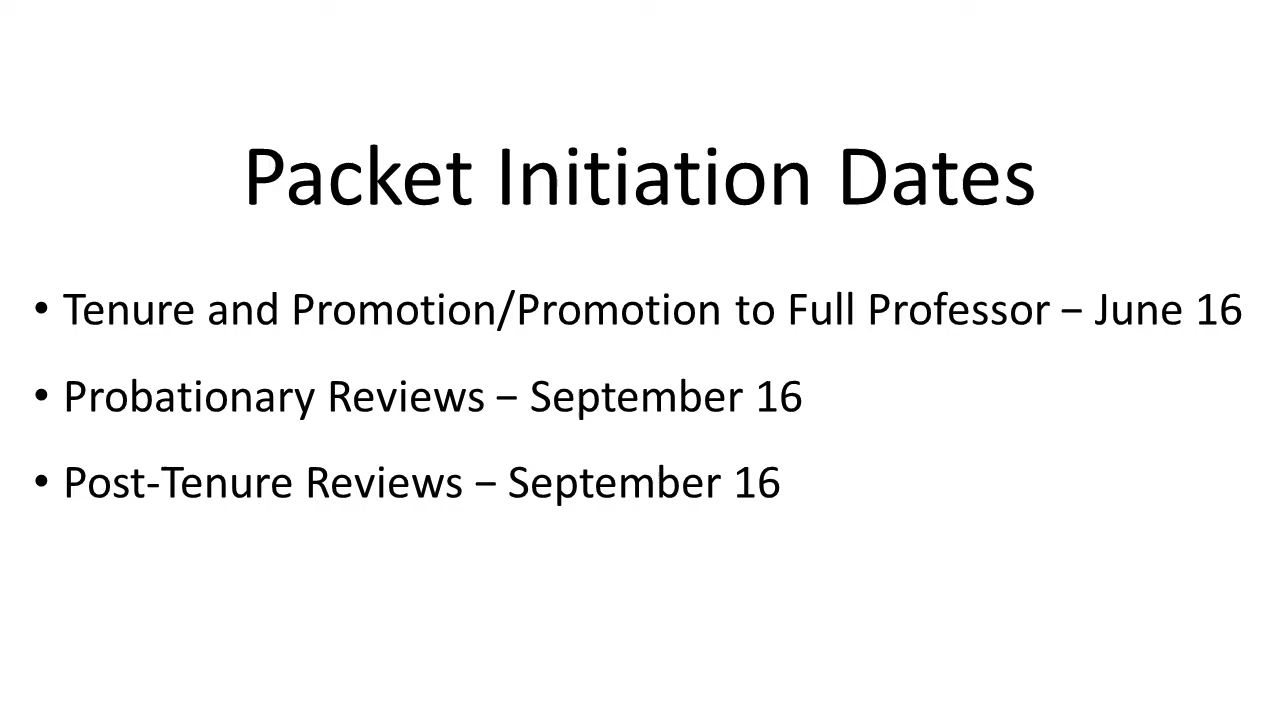 Packet Initiation Dates
• Tenure and Promotion/Promotion to Full Professor – June 16
• Probationary Reviews – September 16
• Post-Tenure Reviews – September 16